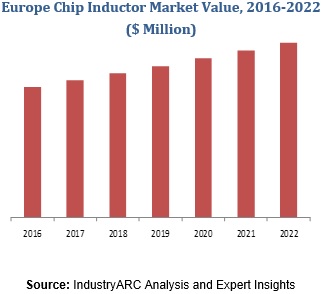 Europe Chip Inductor Market Value, 2016-2022
($ Million)
2016 2017 2018 2019 2020 2021 2022
Source: IndustryARC Analysis and Expert Insights